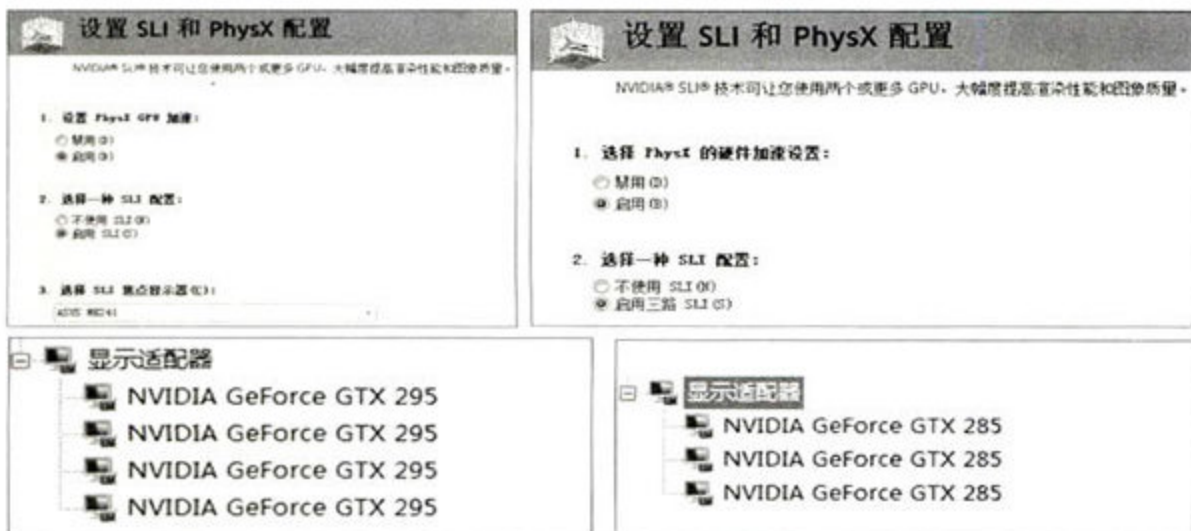 设置 SLI 和 PhysX 配置
NVIDIA® SLI® 技术可让您使用两个或更多 GPU，大幅度提高渲染性能和图象质量。
1. 设置 PhysX GPU 加速：
禁用(D)
启用
2. 选择一种 SLI 配置：
不使用 SLI(N)
启用 SLI(S)
3. 选择 SLI 焦点显示器(C)：
ASUS
显示适配器
NVIDIA GeForce GTX 295
NVIDIA GeForce GTX 295
NVIDIA GeForce GTX 295
NVIDIA GeForce GTX 295
设置 SLI 和 PhysX 配置
NVIDIA® SLI® 技术可让您使用两个或更多 GPU，大幅度提高渲染性能和图象质量。
1. 选择 PhysX 的硬件加速设置：
禁用(D)
启用(B)
2. 选择一种 SLI 配置：
不使用 SLI(N)
启用三路 SLI(S)
显示适配器
NVIDIA GeForce GTX 285
NVIDIA GeForce GTX 285
NVIDIA GeForce GTX 285